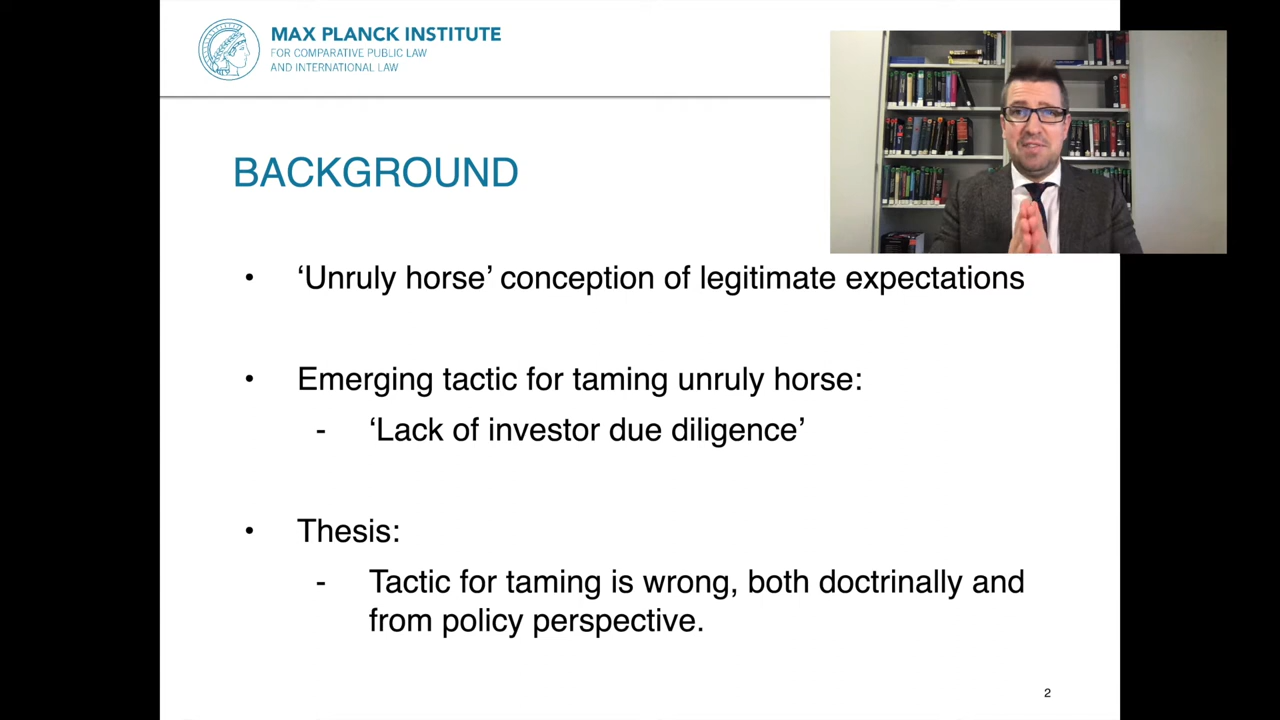 MAX PLANCK INSTITUTE
FOR COMPARATIVE PUBLIC LAW
AND INTERNATIONAL LAW
BACKGROUND
• ‘Unruly horse’ conception of legitimate expectations
• Emerging tactic for taming unruly horse:
- ‘Lack of investor due diligence’
• Thesis:
- Tactic for taming is wrong, both doctrinally and
from policy perspective.
2